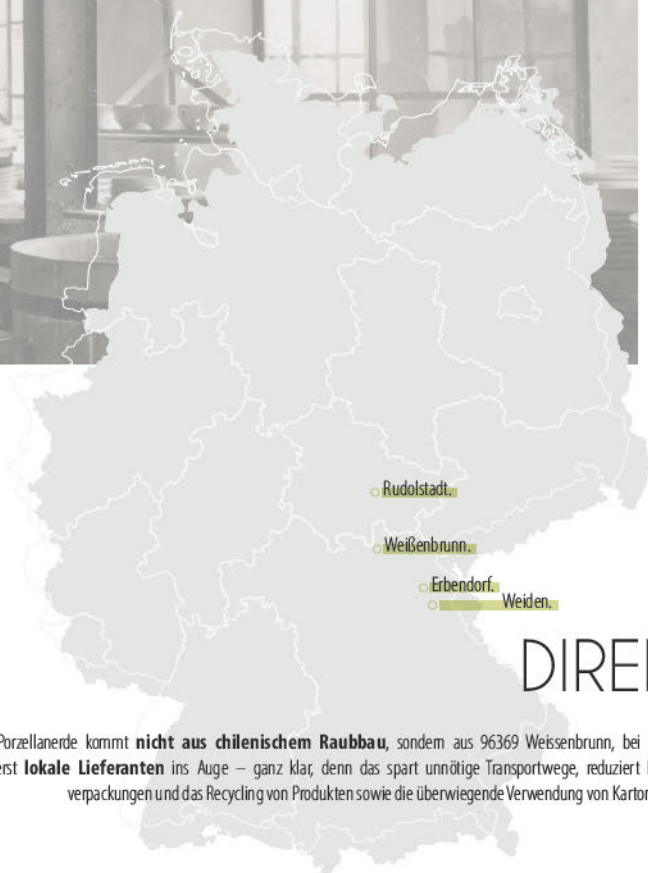 Rudolstadt.
Weißenbrunn.
Erbendorf.
Weiden.
DIREK
Porzellanerde kommt nicht aus chilenischem Raubbau, sondern aus 96369 Weissenbrunn, bei
erst lokale Lieferanten ins Auge – ganz klar, denn das spart unnötige Transportwege, reduziert
verpackungen und das Recycling von Produkten sowie die überwiegende Verwendung von Karton